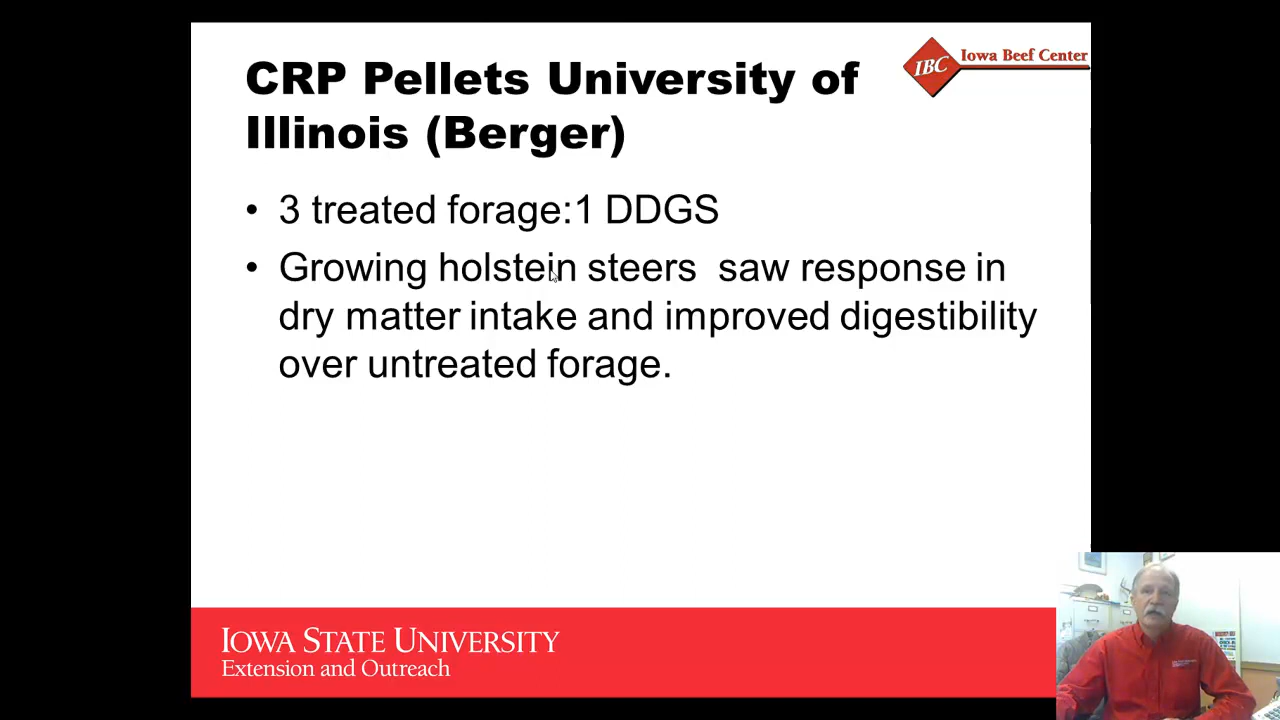 CRP Pellets University of
Illinois (Berger)
IBC Iowa Beef Center
• 3 treated forage:1 DDGS
• Growing holstein steers  saw response in
dry matter intake and improved digestibility
over untreated forage.
IOWA STATE UNIVERSITY
Extension and Outreach